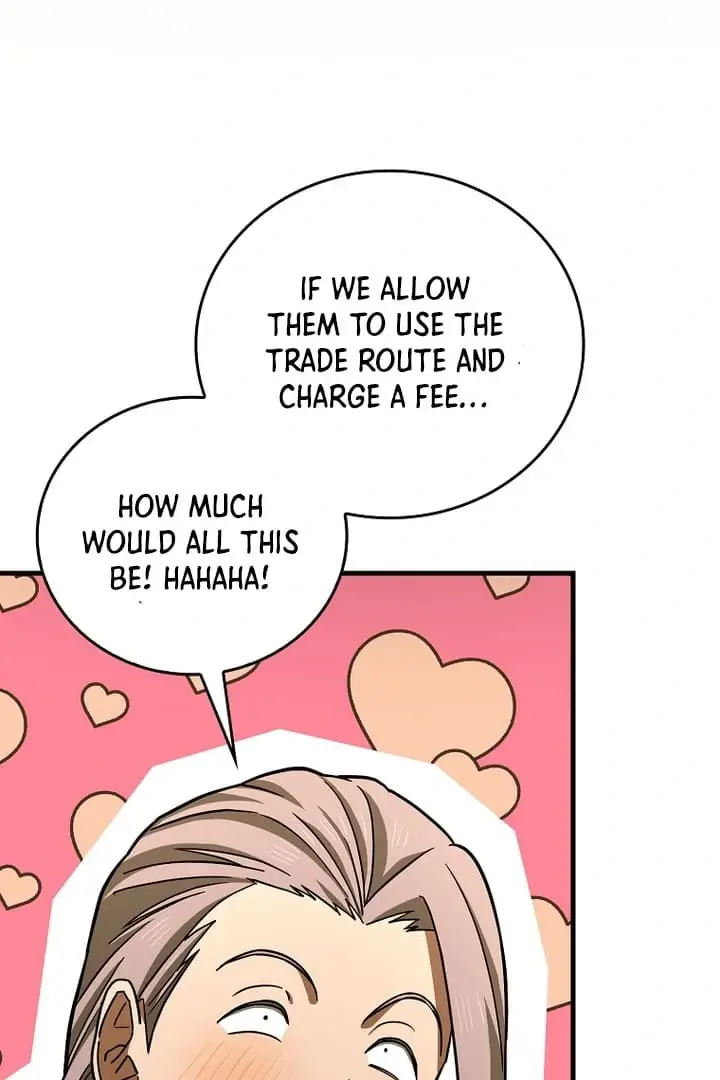 IF WE ALLOW
THEM TO USE THE
TRADE ROUTE AND
CHARGE A FEE...
HOW MUCH
WOULD ALL THIS
BE! HAHAHA!